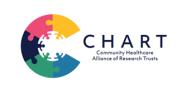 CHART
Community Healthcare
Alliance of Research Trusts